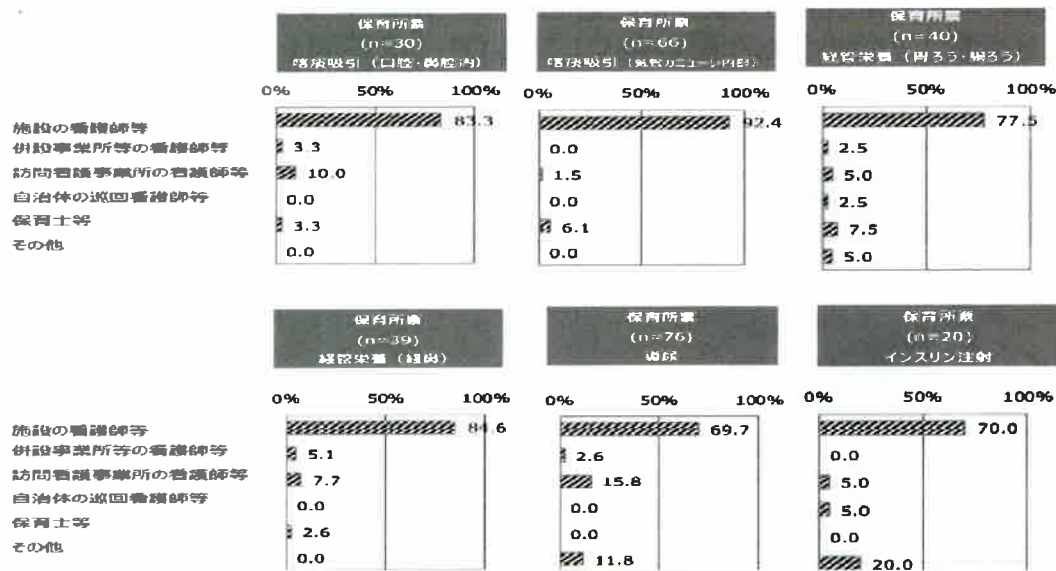 保育所票
(n=30)
喀痰吸引（口腔・鼻腔内）
保育所票
(n=66)
喀痰吸引（気管カニューレ内部）
保育所票
(n=40)
経管栄養（胃ろう・腸ろう）
0% 50% 100%
0% 50% 100%
0% 50% 100%
施設の看護師等 83.3 92.4 77.5
併設事業所等の看護師等 3.3 0.0 2.5
訪問看護事業所の看護師等 10.0 1.5 5.0
自治体の巡回看護師等 0.0 0.0 2.5
保育士等 3.3 6.1 7.5
その他 0.0 0.0 5.0
保育所票
(n=39)
経管栄養（経鼻）
保育所票
(n=76)
導尿
保育所票
(n=20)
インスリン注射
0% 50% 100%
0% 50% 100%
0% 50% 100%
施設の看護師等 84.6 69.7 70.0
併設事業所等の看護師等 5.1 2.6 0.0
訪問看護事業所の看護師等 7.7 15.8 5.0
自治体の巡回看護師等 0.0 0.0 5.0
保育士等 2.6 0.0 0.0
その他 0.0 11.8 20.0